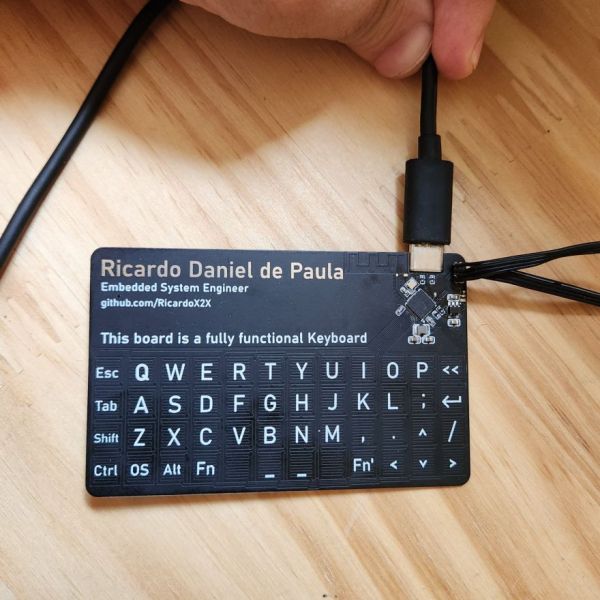 Ricardo Daniel de Paula
Embedded System Engineer
github.com/RicardoX2X
This board is a fully functional Keyboard
Esc Q W E R T Y U I O P <<
Tab A S D F G H J K L ; ↵
Shift Z X C V B N M , . ^ /
Ctrl OS Alt Fn _ _ Fn' < ˅ >